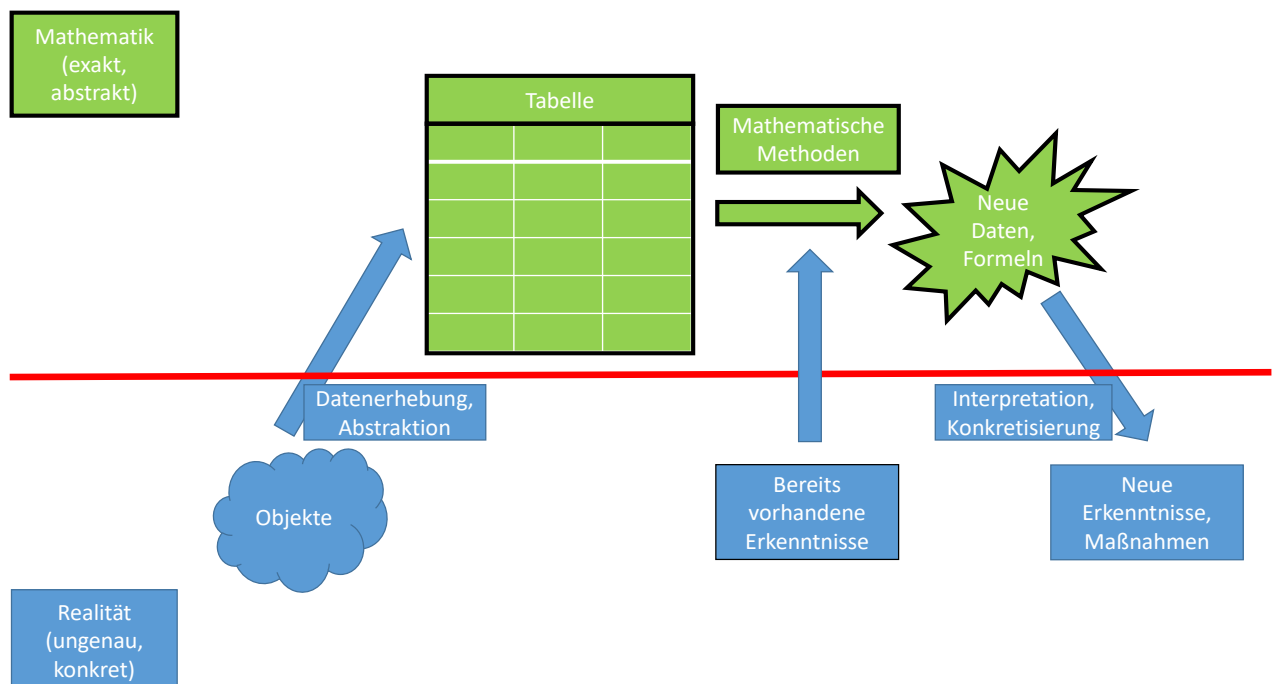 Mathematik
(exakt,
abstrakt)
Tabelle
Mathematische
Methoden
Neue
Daten,
Formeln
Datenerhebung,
Abstraktion
Interpretation,
Konkretisierung
Objekte
Bereits
vorhandene
Erkenntnisse
Neue
Erkenntnisse,
Maßnahmen
Realität
(ungenau,
konkret)